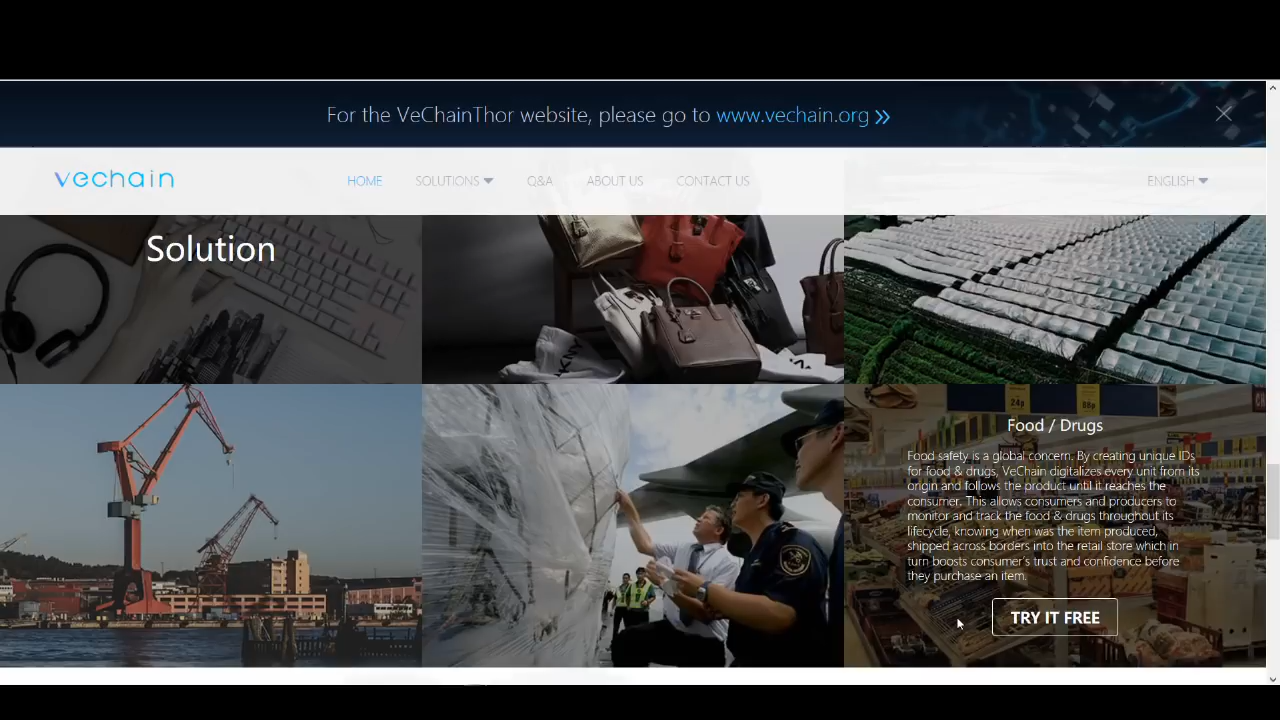 For the VeChainThor website, please go to www.vechain.org »
vechain
HOME
SOLUTIONS
Q&A
ABOUT US
CONTACT US
ENGLISH
Solution
DKNY
24p
88p
Food / Drugs
Food safety is a global concern. By creating unique IDs
for food & drugs, VeChain digitalizes every unit from its
origin and follows the product until it reaches the
consumer. This allows consumers and producers to
monitor and track the food & drugs throughout its
lifecycle, knowing when was the item produced,
shipped across borders into the retail store which in
turn boosts consumer's trust and confidence before
they purchase an item.
TRY IT FREE